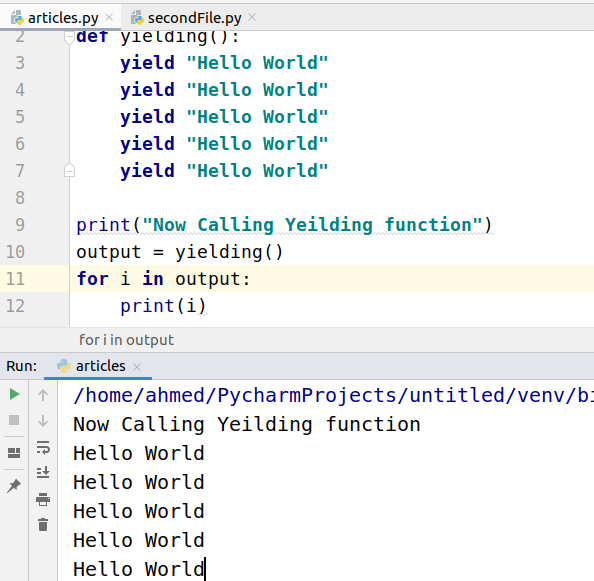 articles.py × secondFile.py ×
2 def yielding():
3 yield "Hello World"
4 yield "Hello World"
5 yield "Hello World"
6 yield "Hello World"
7 yield "Hello World"
8
9 print("Now Calling Yeilding function")
10 output = yielding()
11 for i in output:
12 print(i)
for i in output
Run: articles ×
/home/ahmed/PycharmProjects/untitled/venv/bi
Now Calling Yeilding function
Hello World
Hello World
Hello World
Hello World
Hello World